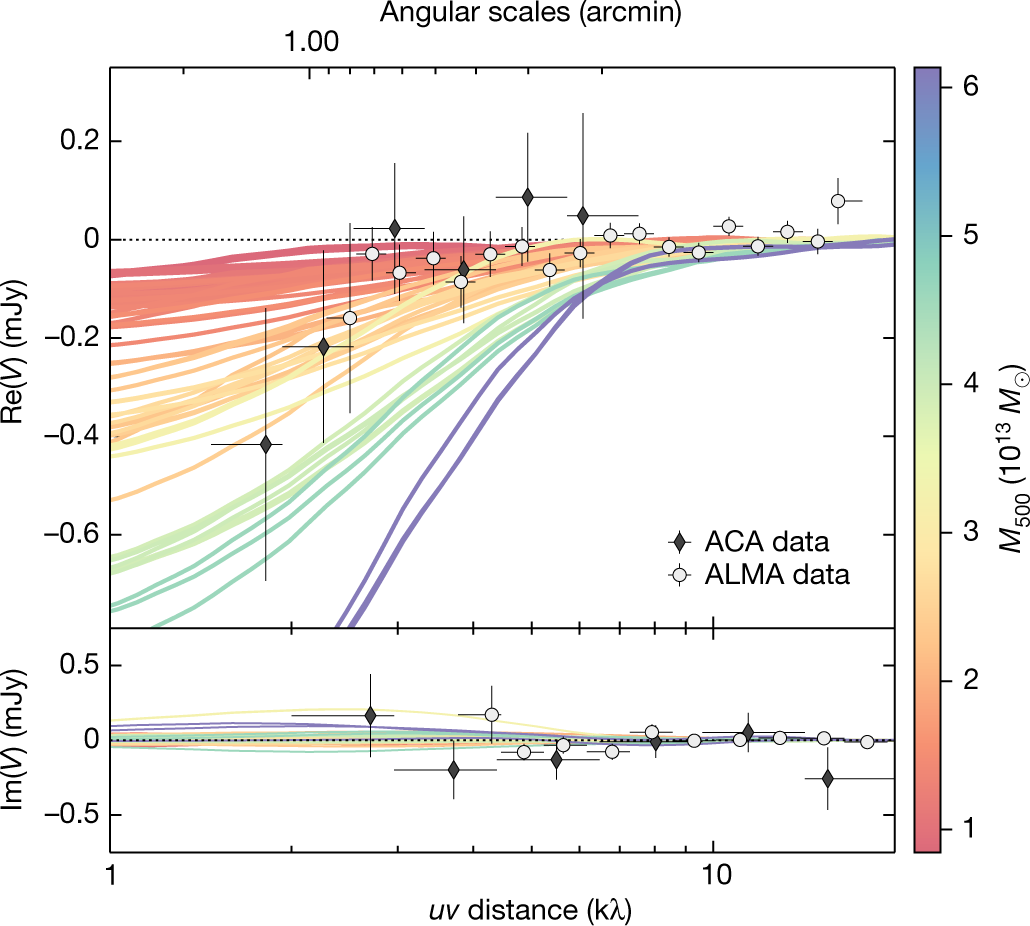 Angular scales (arcmin)
1.00
0.2
0
−0.2
−0.4
−0.6
Re(V) (mJy)
ACA data
ALMA data
6
5
4
3
2
1
M500 (10^13 M⊙)
0.5
0
−0.5
Im(V) (mJy)
1
10
uv distance (kλ)